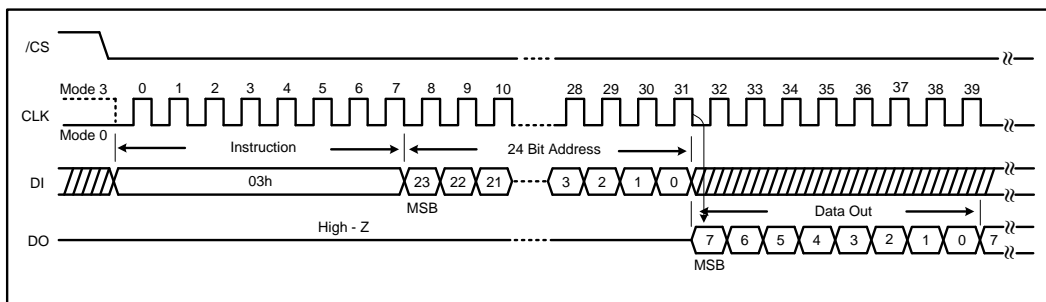 /CS
Mode 3 0 1 2 3 4 5 6 7 8 9 10 28 29 30 31 32 33 34 35 36 37 38 39
CLK
Mode 0
Instruction 24 Bit Address
DI 03h 23 22 21 3 2 1 0
MSB
Data Out
High - Z
DO 7 6 5 4 3 2 1 0 7
MSB